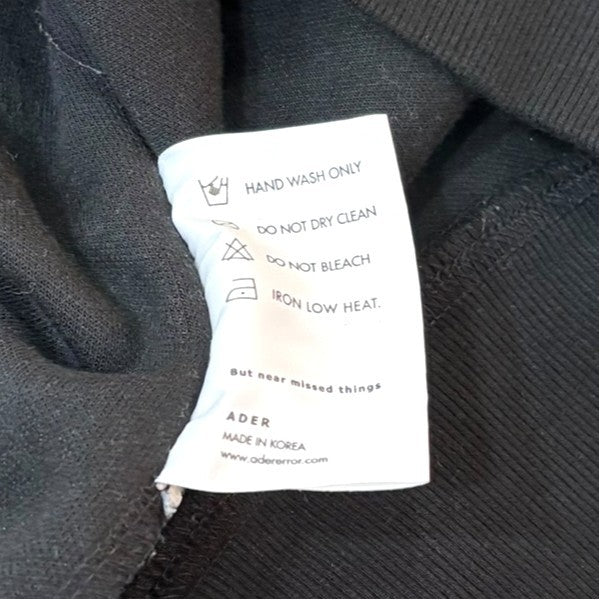 HAND WASH ONLY
DO NOT DRY CLEAN
DO NOT BLEACH
IRON LOW HEAT.
But near missed things
ADER
MADE IN KOREA
www.adererror.com